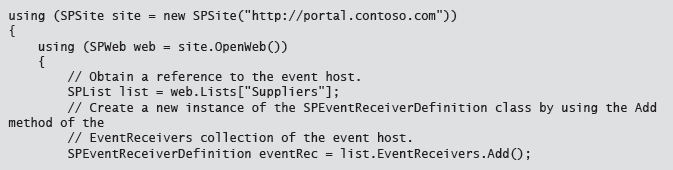 using (SPSite site = new SPSite("http://portal.contoso.com"))
{
    using (SPWeb web = site.OpenWeb())
    {
        // Obtain a reference to the event host.
        SPList list = web.Lists["Suppliers"];
        // Create a new instance of the SPEventReceiverDefinition class by using the Add
method of the
        // EventReceivers collection of the event host.
        SPEventReceiverDefinition eventRec = list.EventReceivers.Add();